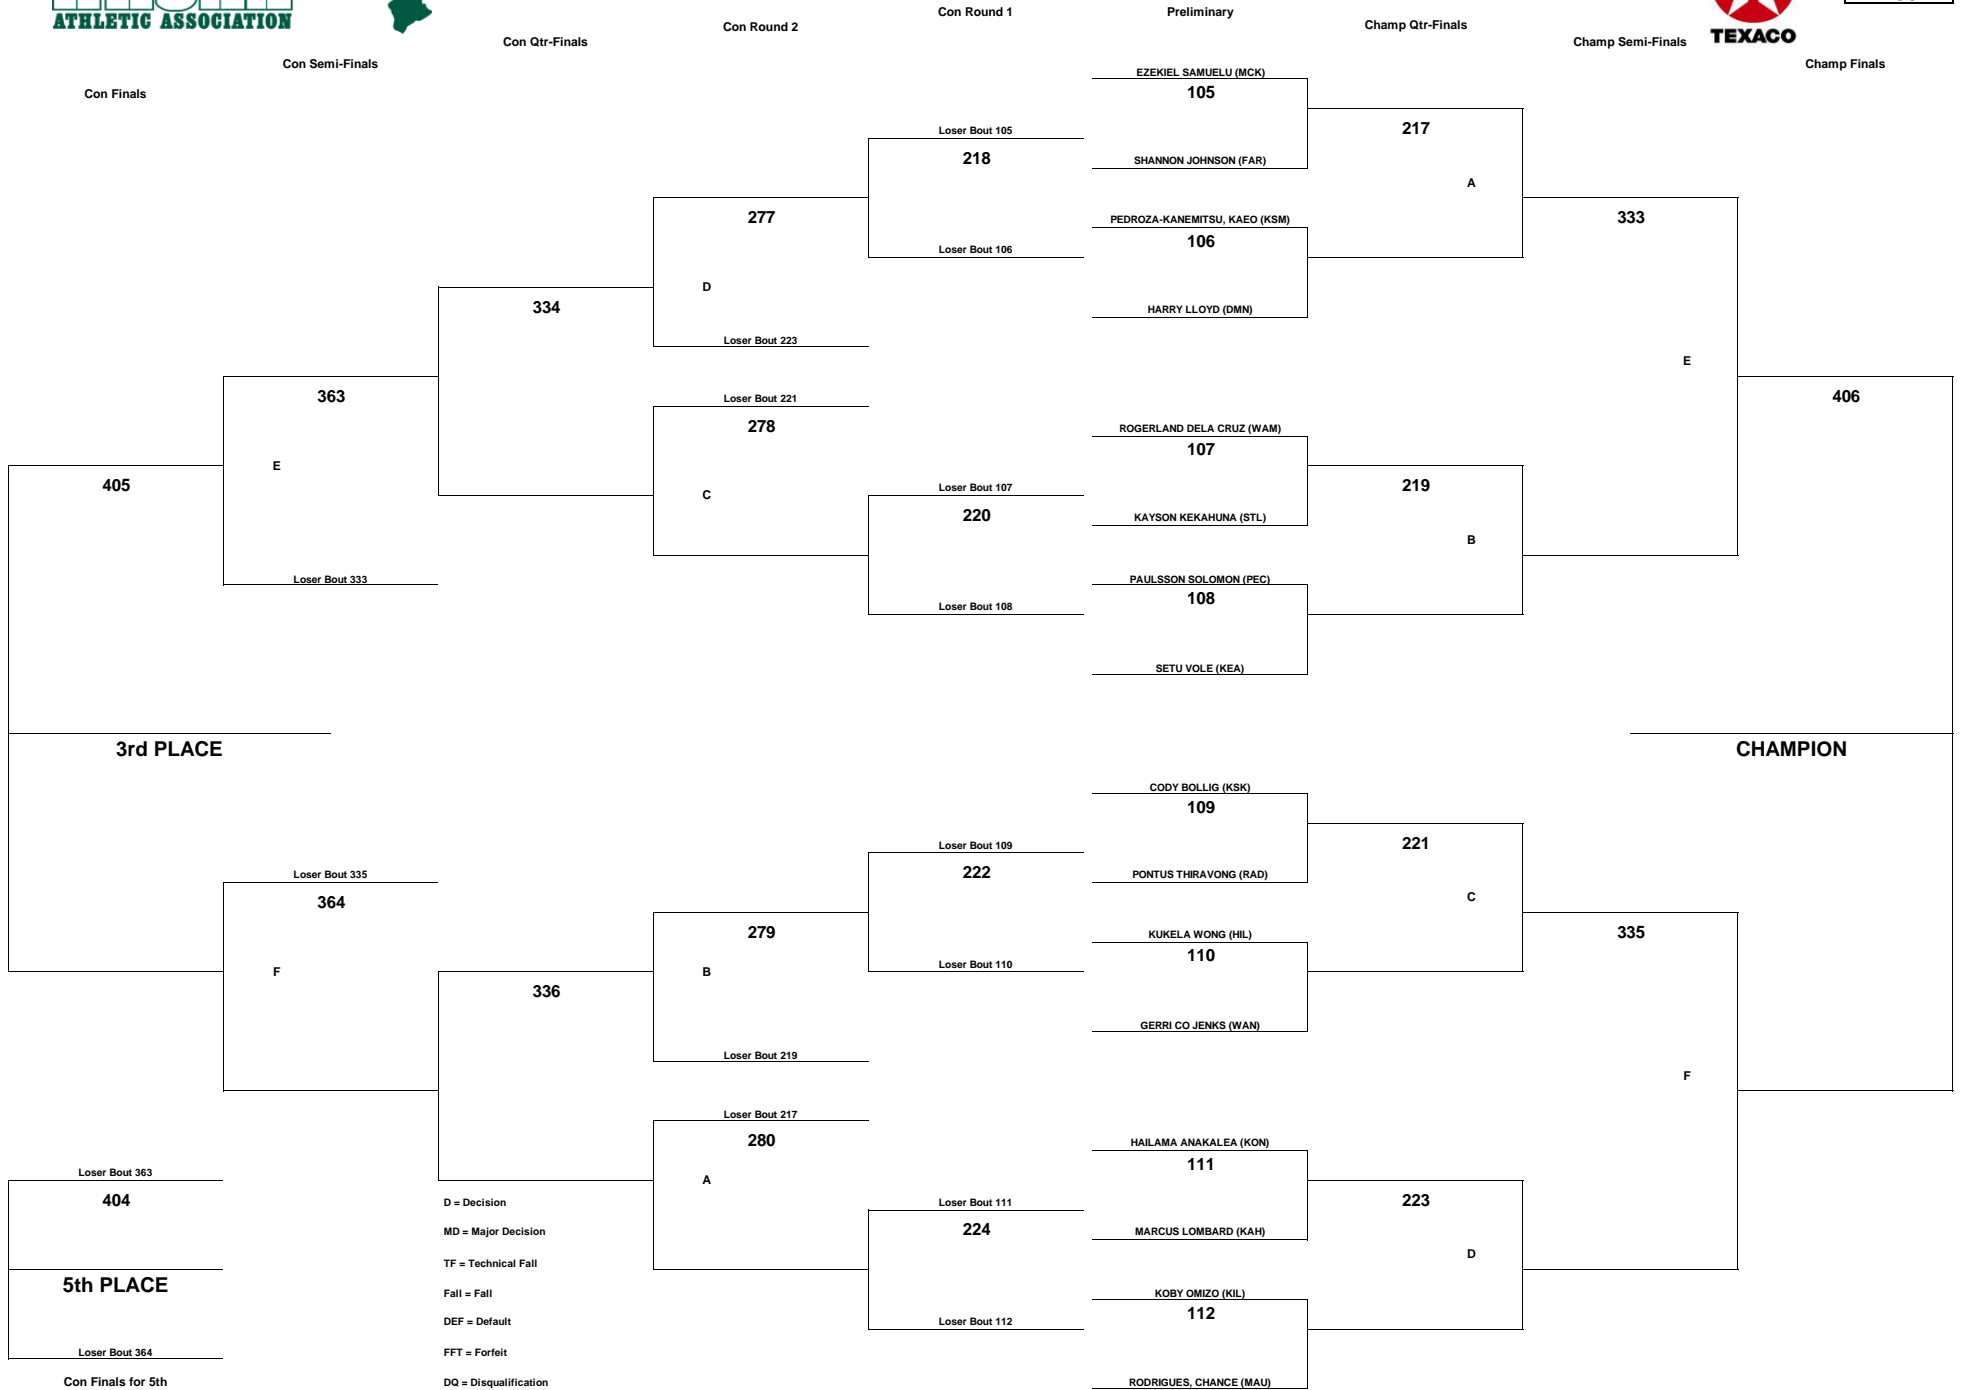 ATHLETIC ASSOCIATION
TEXACO
Con Finals
Con Semi-Finals
Con Qtr-Finals
Con Round 2
Con Round 1
Preliminary
Champ Qtr-Finals
Champ Semi-Finals
Champ Finals
EZEKIEL SAMUELU (MCK)
105
SHANNON JOHNSON (FAR)
PEDROZA-KANEMITSU, KAEO (KSM)
106
HARRY LLOYD (DMN)
ROGERLAND DELA CRUZ (WAM)
107
KAYSON KEKAHUNA (STL)
PAULSSON SOLOMON (PEC)
108
SETU VOLE (KEA)
CODY BOLLIG (KSK)
109
PONTUS THIRAVONG (RAD)
KUKELA WONG (HIL)
110
GERRI CO JENKS (WAN)
HAILAMA ANAKALEA (KON)
111
MARCUS LOMBARD (KAH)
KOBY OMIZO (KIL)
112
RODRIGUES, CHANCE (MAU)
217
A
219
B
221
C
223
D
333
E
335
F
406
CHAMPION
Loser Bout 105
218
Loser Bout 106
Loser Bout 107
220
Loser Bout 108
Loser Bout 109
222
Loser Bout 110
Loser Bout 111
224
Loser Bout 112
277
D
Loser Bout 223
Loser Bout 221
278
C
279
B
Loser Bout 219
Loser Bout 217
280
A
334
336
363
E
Loser Bout 333
Loser Bout 335
364
F
405
3rd PLACE
Loser Bout 363
404
5th PLACE
Loser Bout 364
Con Finals for 5th
D = Decision
MD = Major Decision
TF = Technical Fall
Fall = Fall
DEF = Default
FFT = Forfeit
DQ = Disqualification